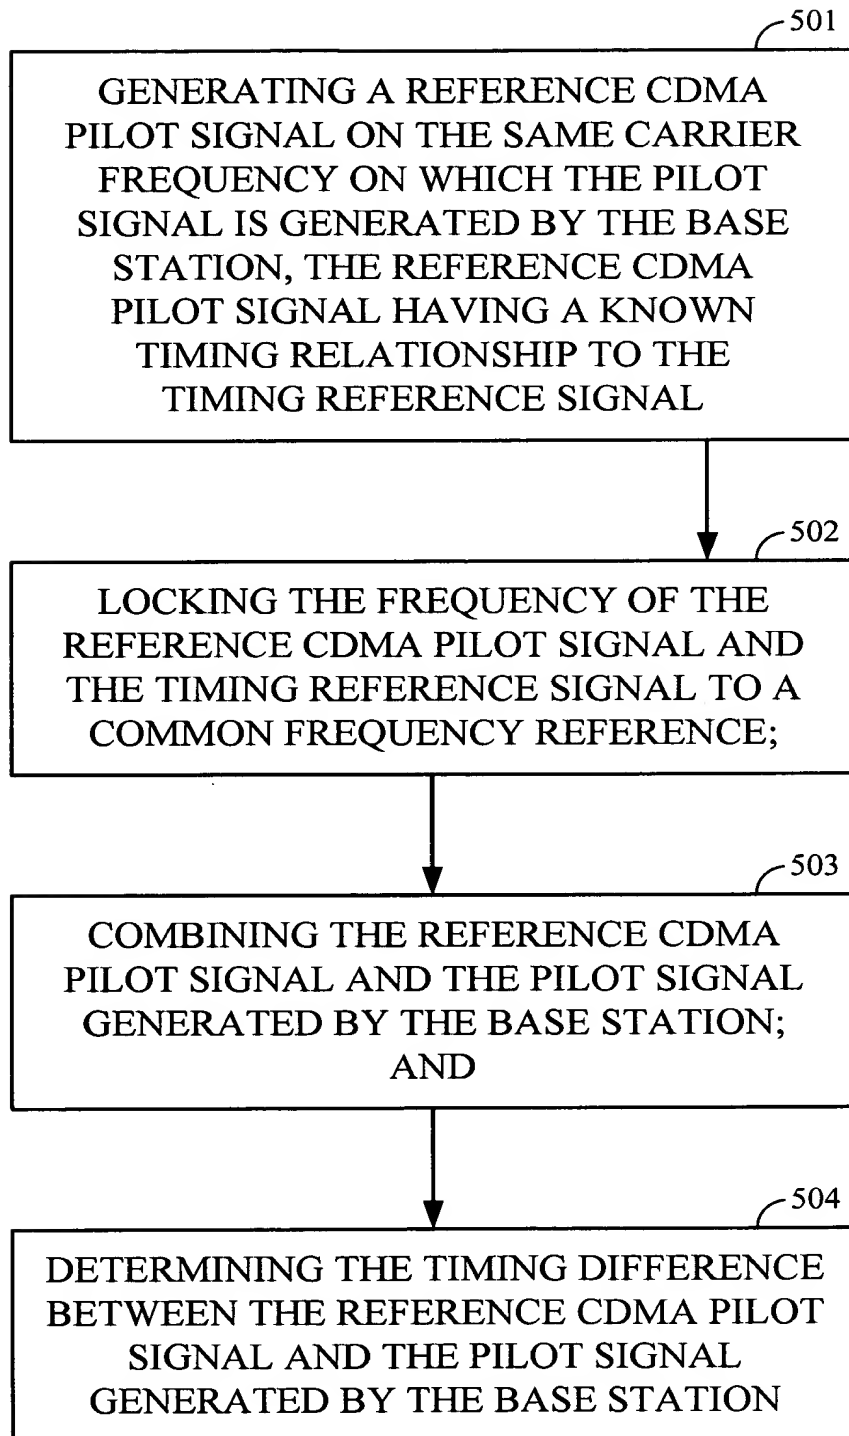 501
GENERATING A REFERENCE CDMA
PILOT SIGNAL ON THE SAME CARRIER
FREQUENCY ON WHICH THE PILOT
SIGNAL IS GENERATED BY THE BASE
STATION, THE REFERENCE CDMA
PILOT SIGNAL HAVING A KNOWN
TIMING RELATIONSHIP TO THE
TIMING REFERENCE SIGNAL
502
LOCKING THE FREQUENCY OF THE
REFERENCE CDMA PILOT SIGNAL AND
THE TIMING REFERENCE SIGNAL TO A
COMMON FREQUENCY REFERENCE;
503
COMBINING THE REFERENCE CDMA
PILOT SIGNAL AND THE PILOT SIGNAL
GENERATED BY THE BASE STATION;
AND
504
DETERMINING THE TIMING DIFFERENCE
BETWEEN THE REFERENCE CDMA PILOT
SIGNAL AND THE PILOT SIGNAL
GENERATED BY THE BASE STATION